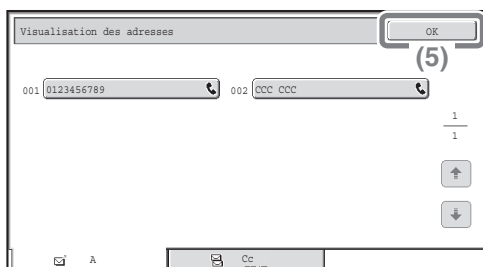 Visualisation des adresses
OK
(5)
001 0123456789
002 CCC CCC
1
1
A
Cc